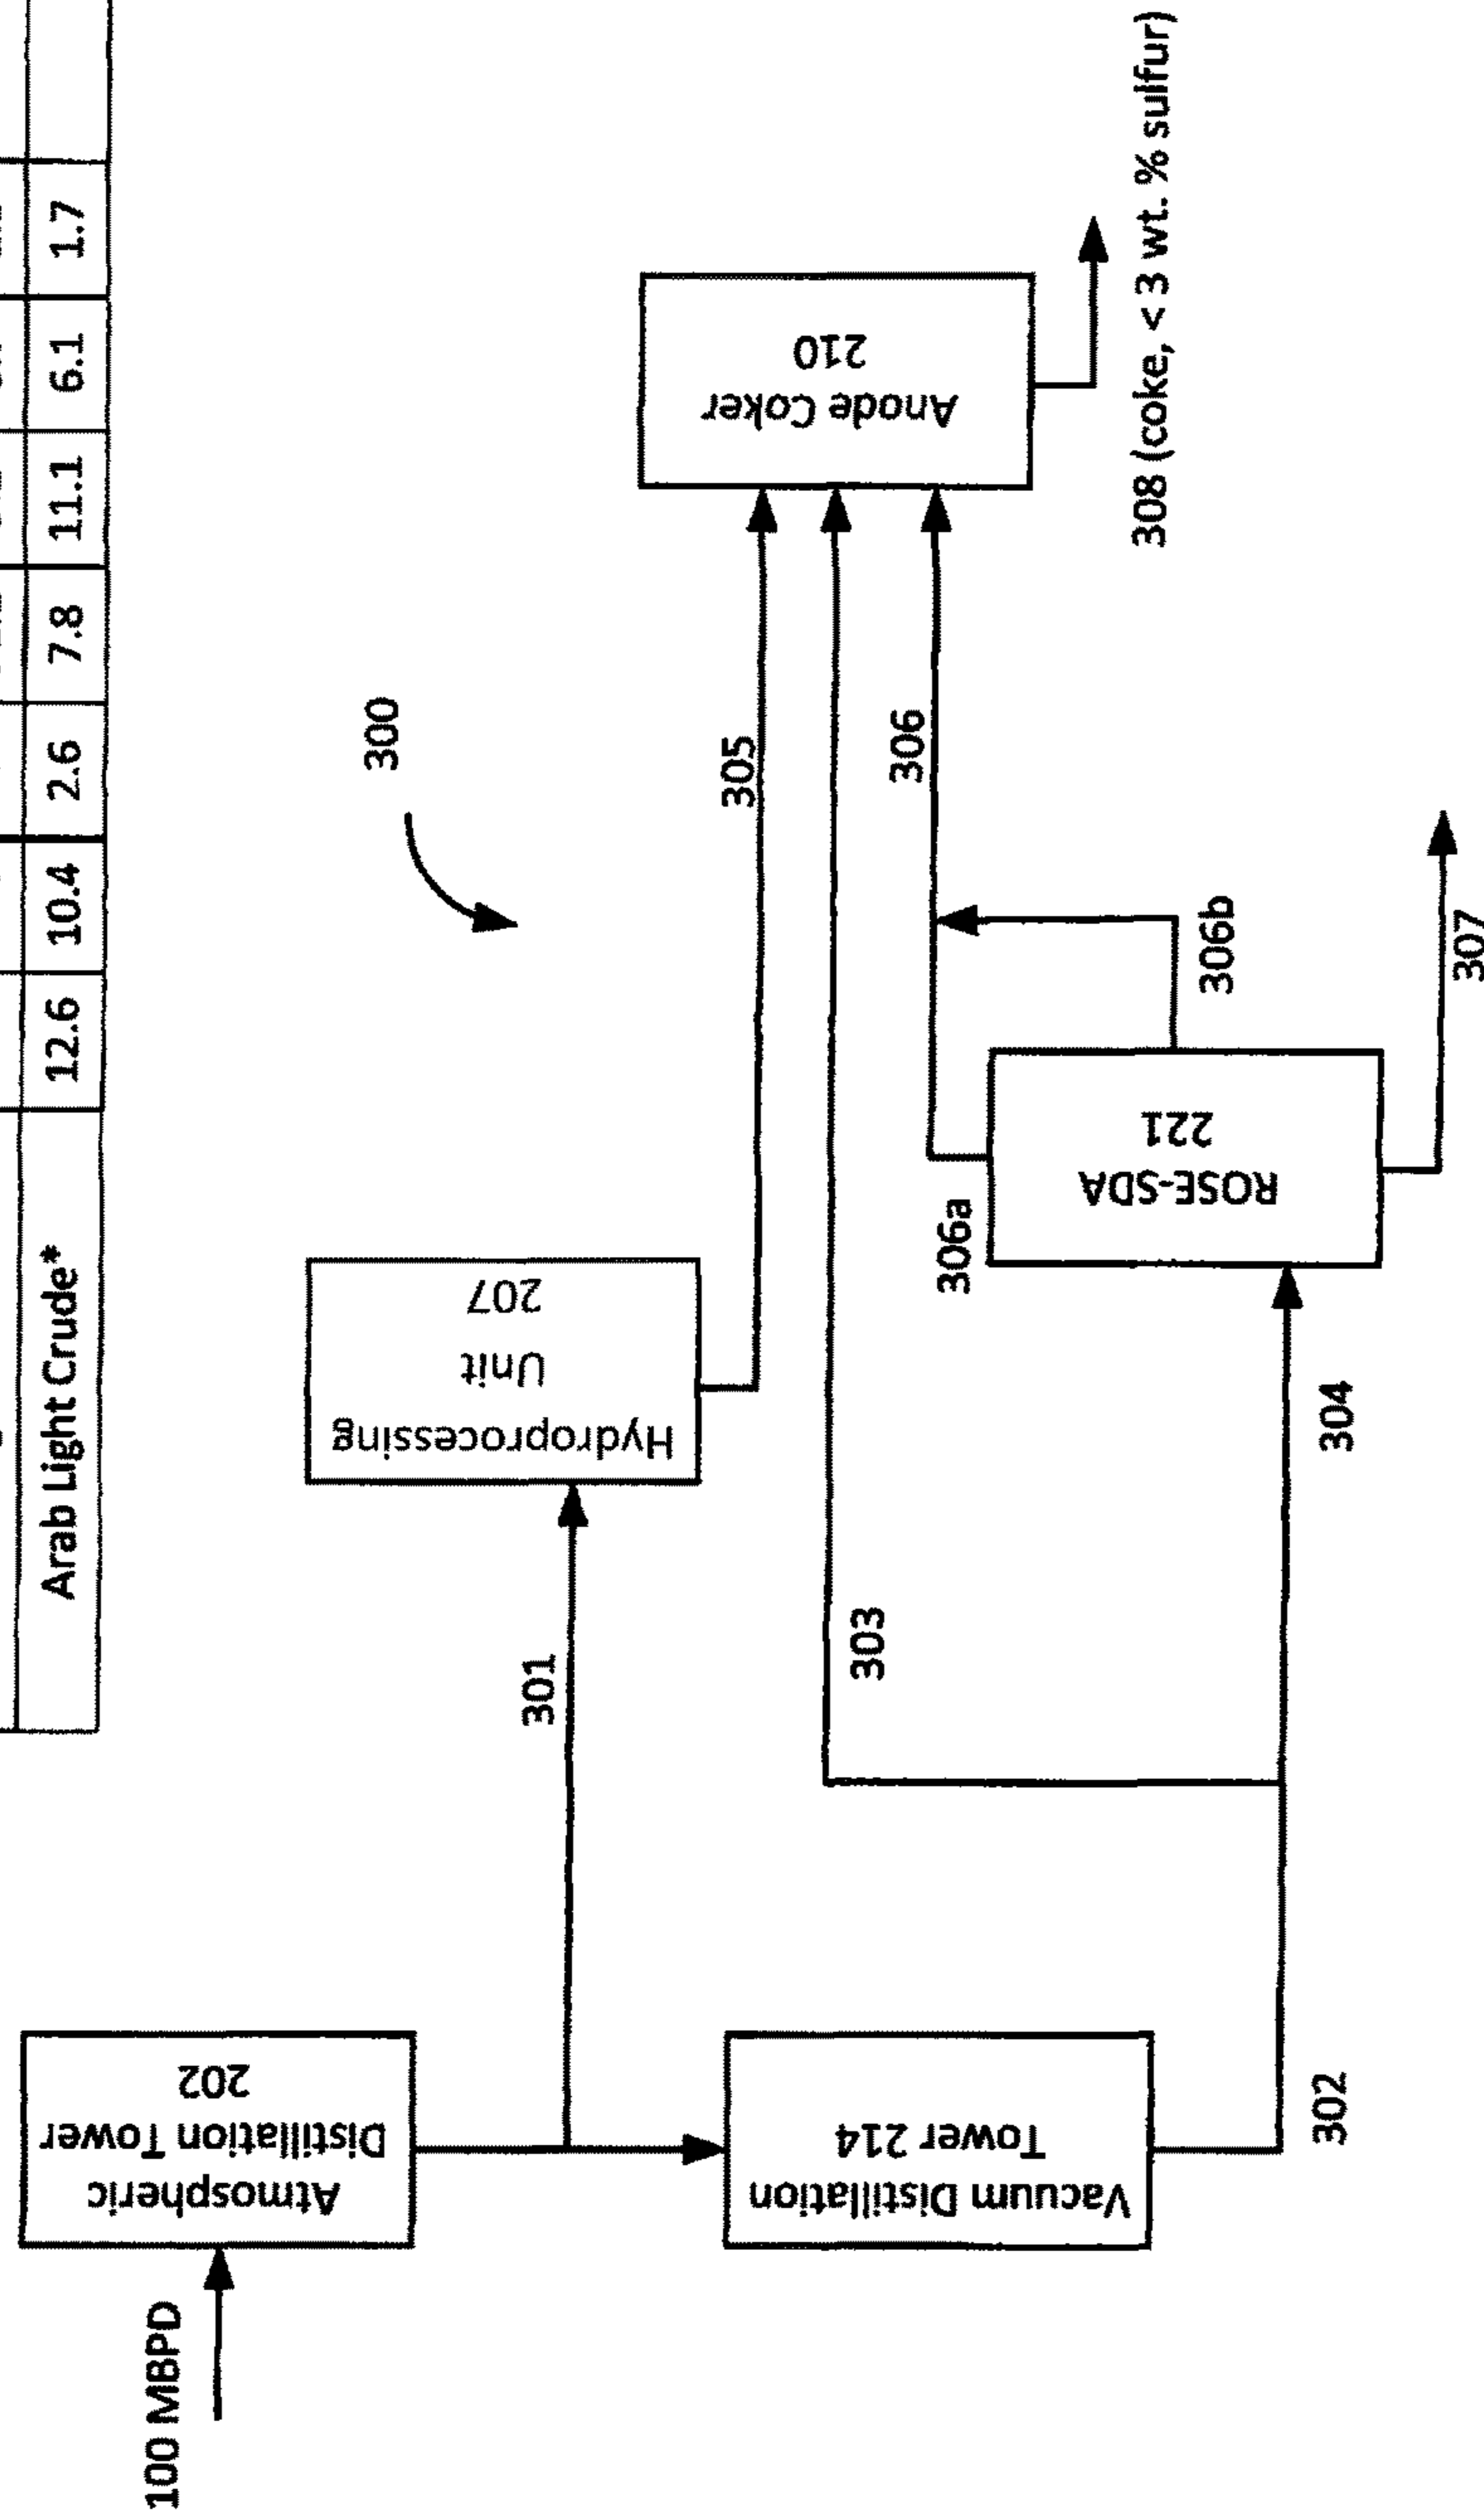 Arab Light Crude*
12.6
10.4
2.6
7.8
11.1
6.1
1.7
100 MBPD
Atmospheric
Distillation Tower
202
Vacuum Distillation
Tower 214
301
302
303
304
Hydroprocessing
Unit
207
ROSE-SDA
221
300
305
306
306a
306b
307
Anode Coker
210
308 (coke, < 3 wt. % sulfur)